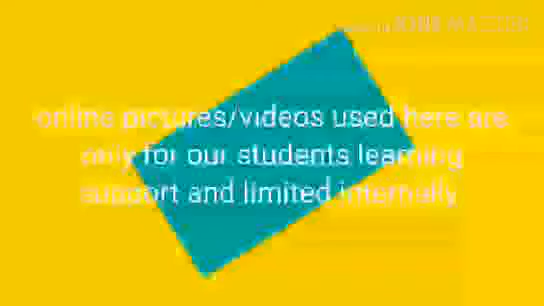 online pictures/videos used here are
only for our students learning
support and limited internally